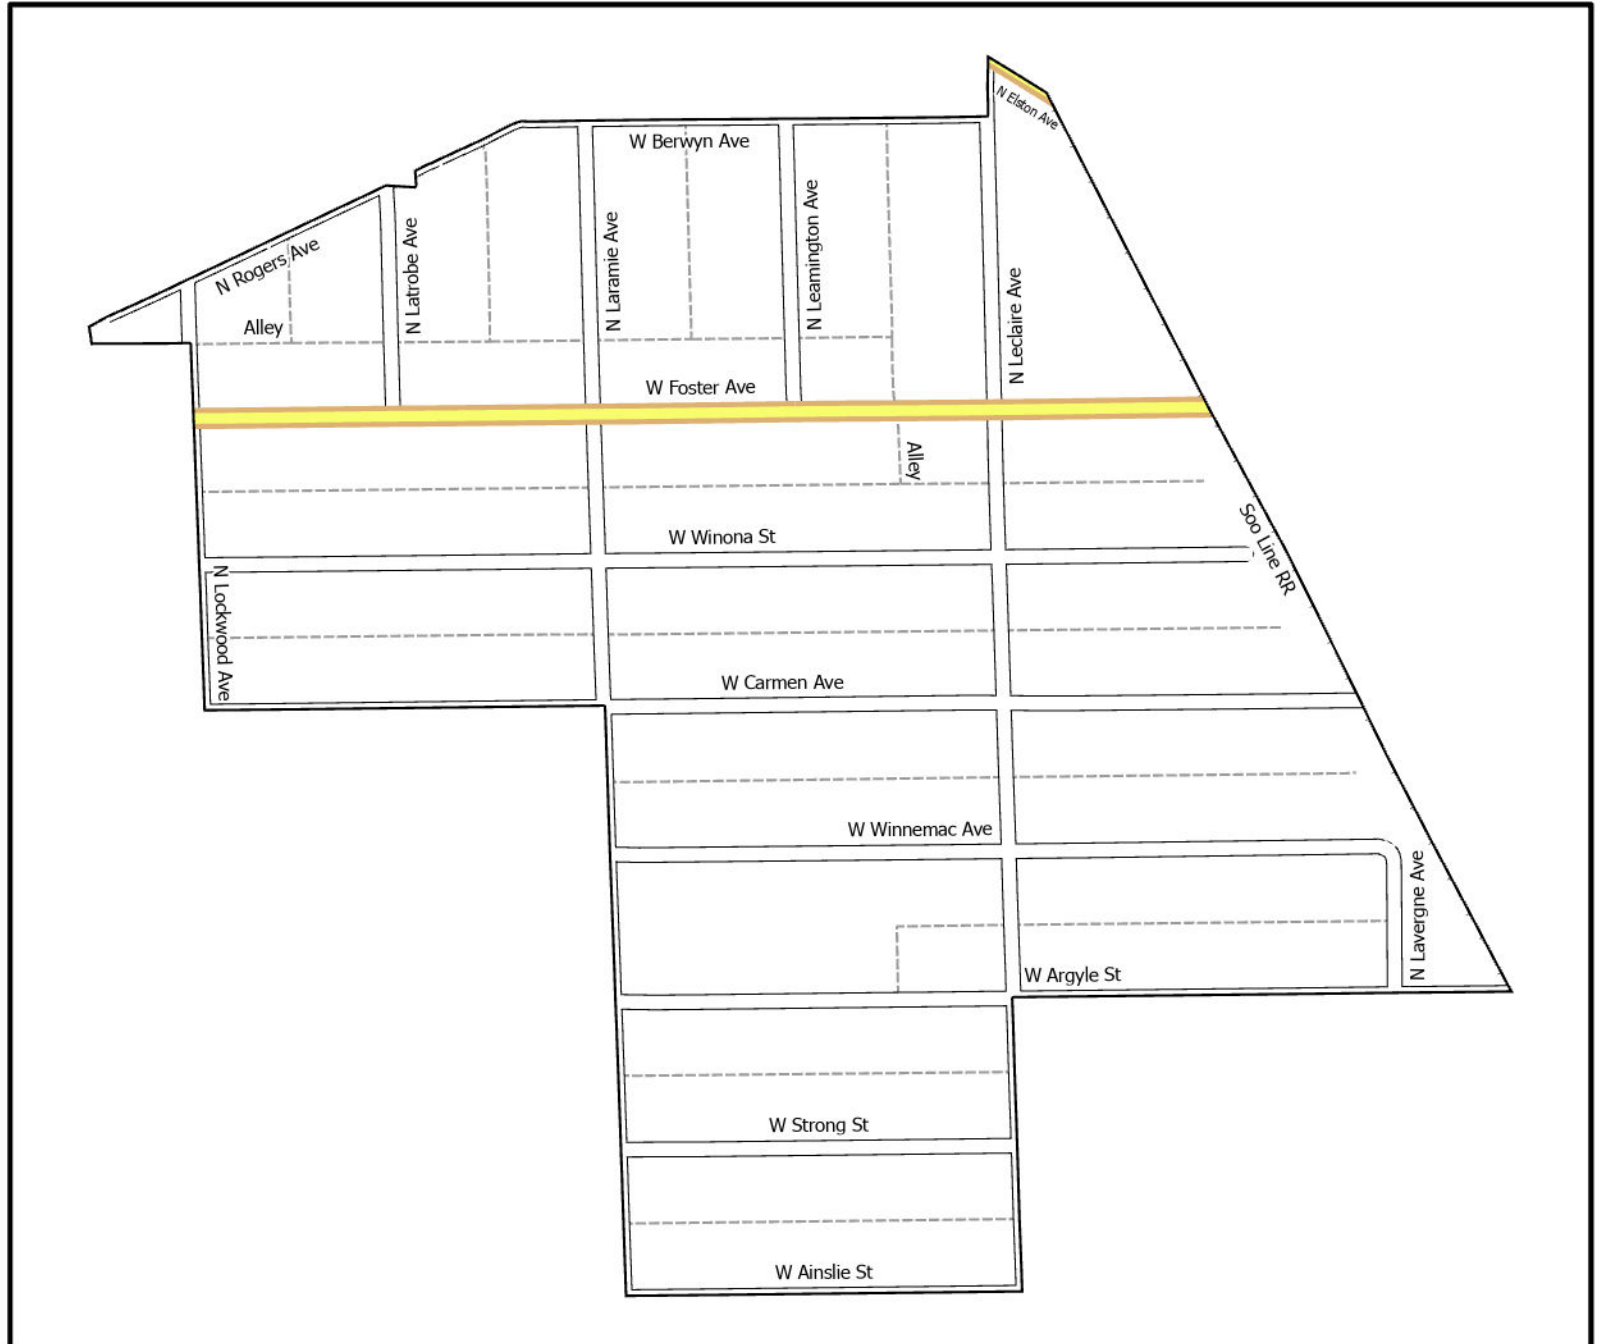 N Elston Ave
W Berwyn Ave
N Rogers Ave
N Latrobe Ave
N Laramie Ave
N Leamington Ave
N Leclaire Ave
Alley
W Foster Ave
Alley
W Winona St
Soo Line RR
N Lockwood Ave
W Carmen Ave
W Winnemac Ave
N Lavergne Ave
W Argyle St
W Strong St
W Ainslie St